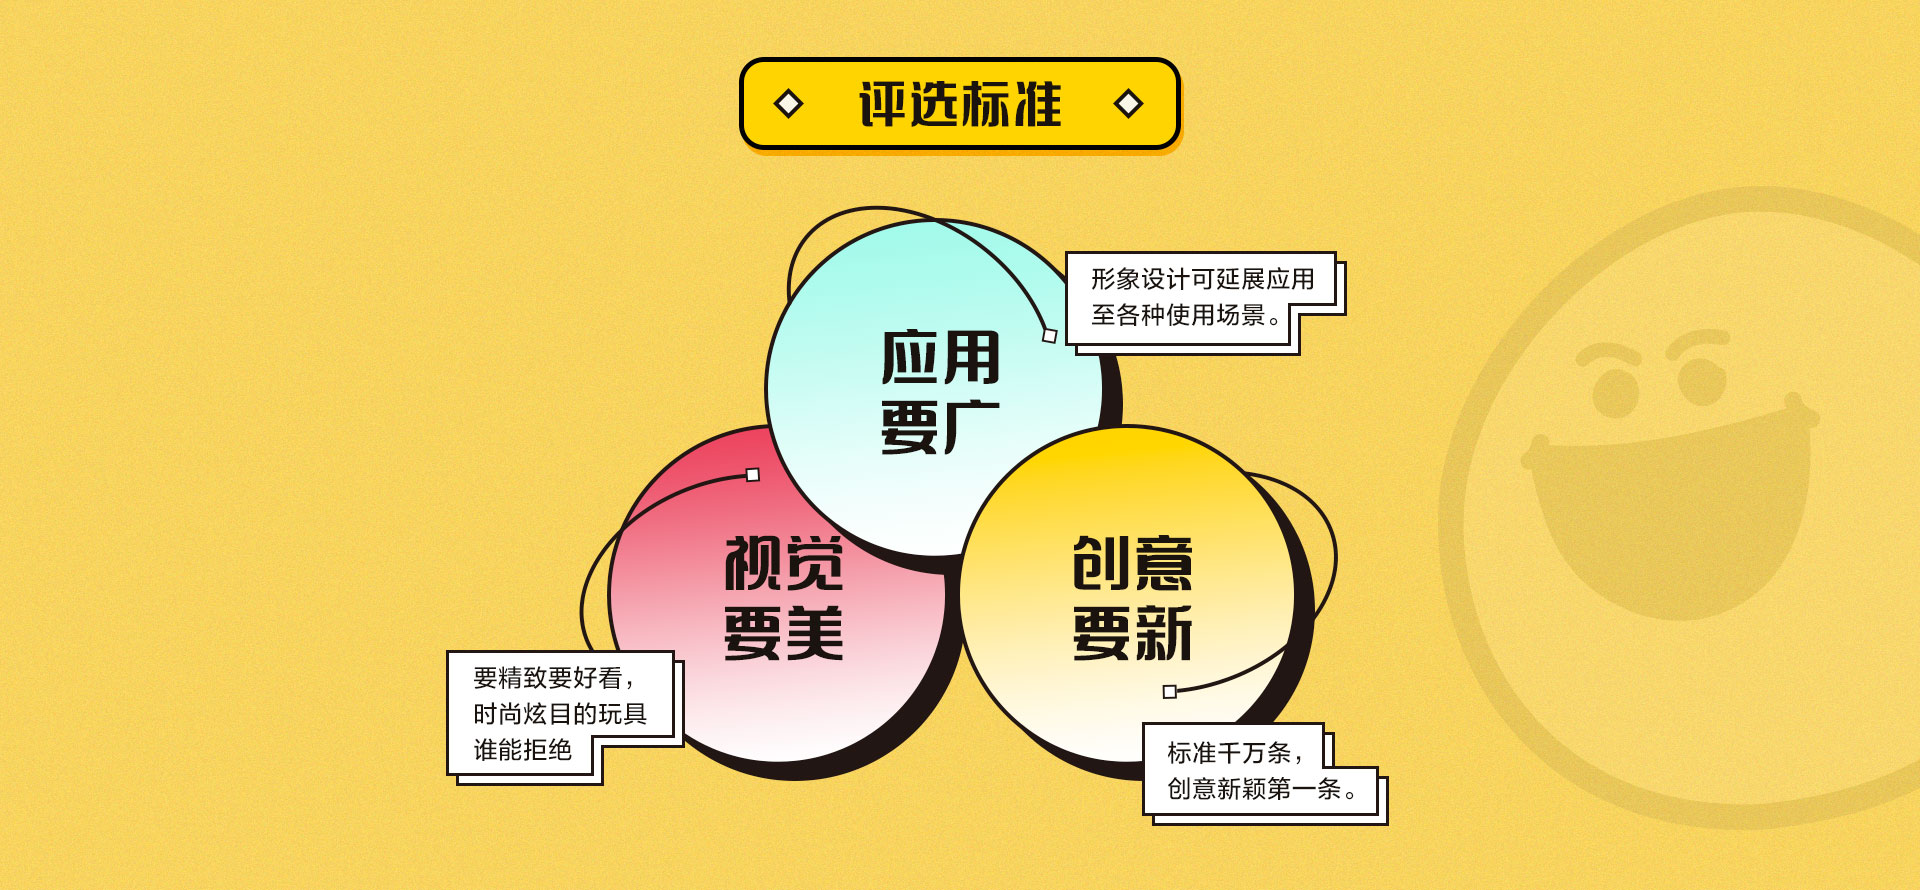 评选标准
应用
要广
形象设计可延展应用
至各种使用场景。
视觉
要美
要精致要好看，
时尚炫目的玩具
谁能拒绝
创意
要新
标准千万条，
创意新颖第一条。